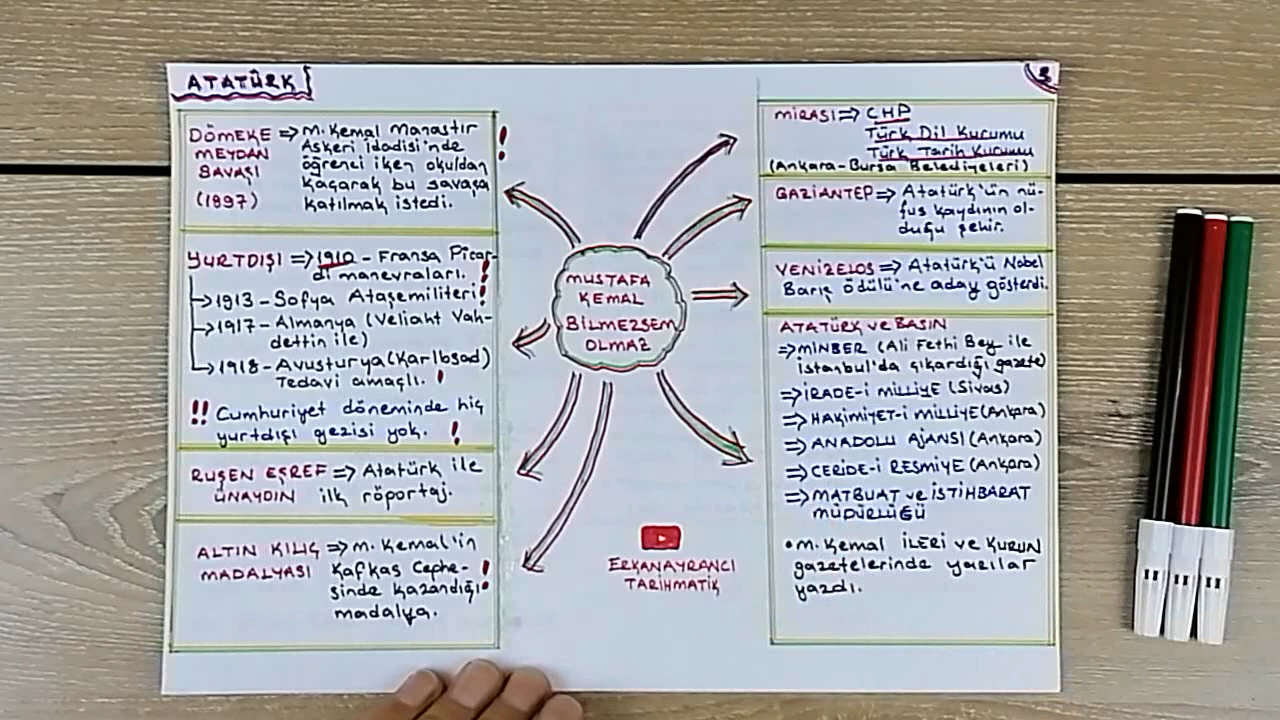 ATATÜRK
3
DÖMEKE => M. Kemal Manastır
MEYDAN Askeri idadisi'nde
SAVAŞI öğrenci iken okuldan
kaçarak bu savaşa
(1897) katılmak istedi.
YURTDIŞI => 1910 - Fransa Picar-
di manevraları. !
1913 - Sofya Ataşemiliteri !
1917 - Almanya (Veliaht Vah-
dettin ile)
1918 - Avusturya (Karlbsad)
Tedavi amaçlı. !
!! Cumhuriyet döneminde hiç
yurtdışı gezisi yok. !
RUŞEN EŞREF => Atatürk ile
ÜNAYDIN ilk röportaj.
ALTIN KILIÇ => M. Kemal'in
MADALYASI Kafkas Cephe-
sinde kazandığı !
madalya.
MUSTAFA
KEMAL
BİLMEZSEM
OLMAZ
ERKANAYRANCI
TARİHMATİK
MİRASI => CHP
Türk Dil Kurumu
Türk Tarih Kurumu
(Ankara-Bursa Belediyeleri)
GAZİANTEP => Atatürk'ün nü-
fus kaydının ol-
duğu şehir.
VENİZELOS => Atatürk'ü Nobel
Barış ödülü'ne aday gösterdi.
ATATÜRK ve BASIN
=> MİNBER (Ali Fethi Bey ile
İstanbul'da çıkardığı gazete)
=> İRADE-İ MİLLİYE (Sivas)
=> HAKİMİYET-İ MİLLİYE (Ankara)
=> ANADOLU AJANSI (Ankara)
=> CERİDE-İ RESMİYE (Ankara)
=> MATBUAT ve İSTİHBARAT
MÜDÜRLÜĞÜ
• M. Kemal İLERİ ve KURUN
gazetelerinde yazılar
yazdı.